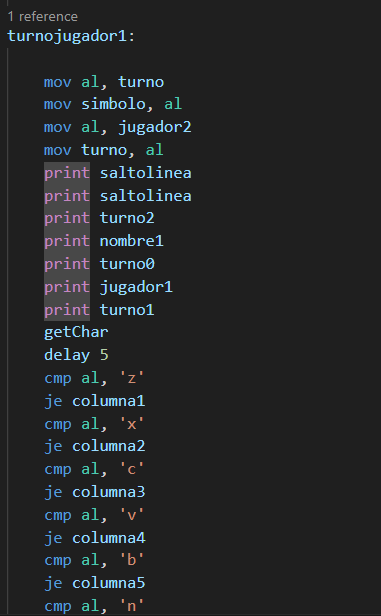 1 reference
turnojugador1:
mov al, turno
mov simbolo, al
mov al, jugador2
mov turno, al
print saltolinea
print saltolinea
print turno2
print nombre1
print turno0
print jugador1
print turno1
getChar
delay 5
cmp al, 'z'
je columna1
cmp al, 'x'
je columna2
cmp al, 'c'
je columna3
cmp al, 'v'
je columna4
cmp al, 'b'
je columna5
cmp al, 'n'